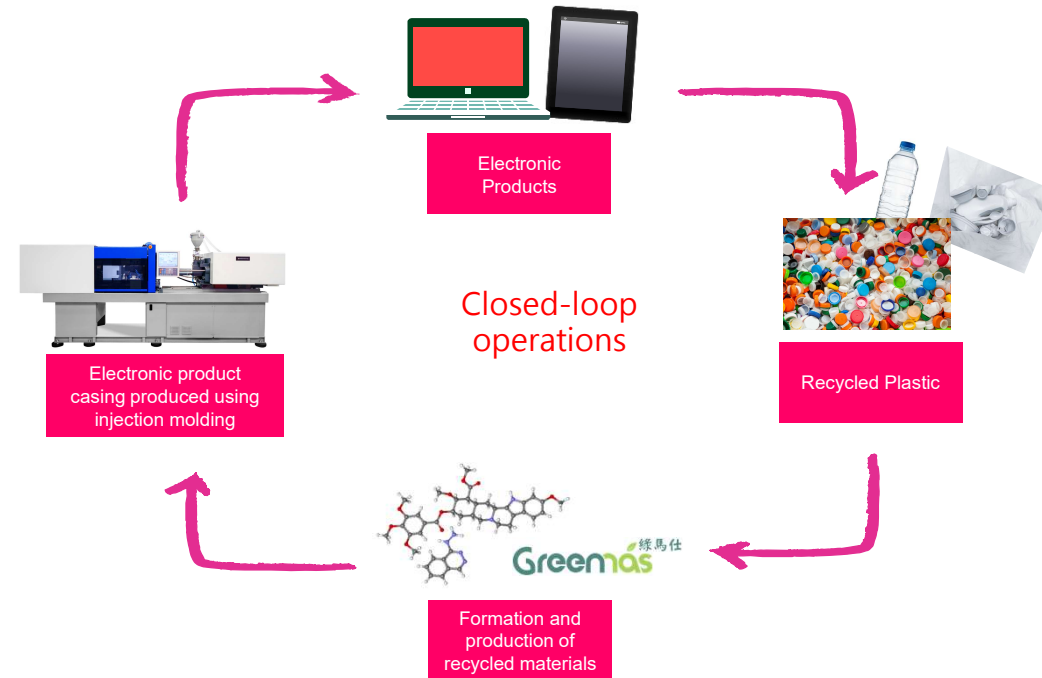 Electronic
Products
Closed-loop
operations
Electronic product
casing produced using
injection molding
Recycled Plastic
Greenmas 綠馬仕
Formation and
production of
recycled materials